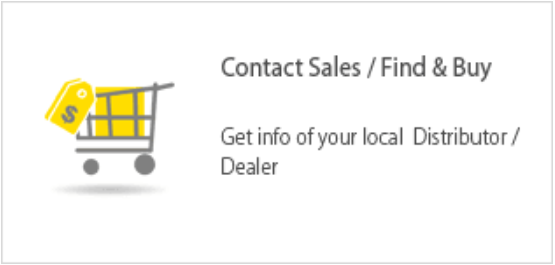 Contact Sales / Find & Buy
$
Get info of your local Distributor /
Dealer